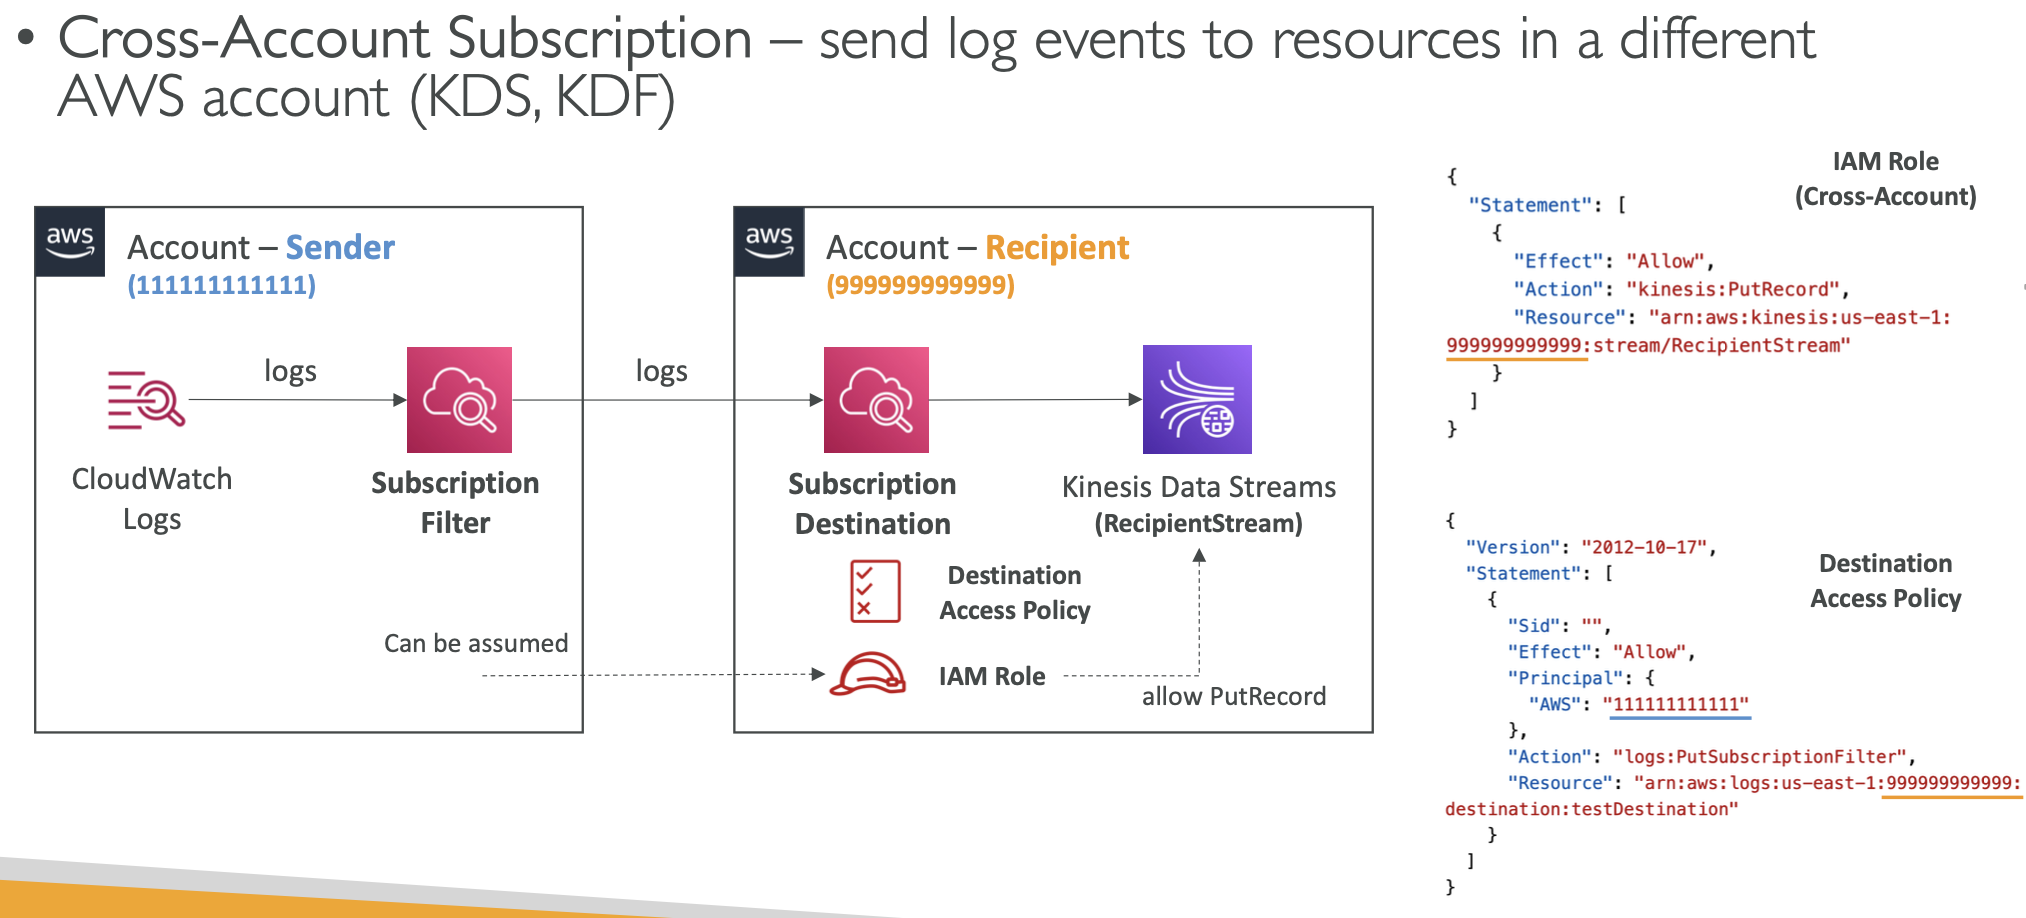 • Cross-Account Subscription – send log events to resources in a different
AWS account (KDS, KDF)
aws
Account – Sender
(111111111111)
logs
CloudWatch
Logs
Subscription
Filter
logs
Can be assumed
aws
Account – Recipient
(999999999999)
Subscription
Destination
Kinesis Data Streams
(RecipientStream)
Destination
Access Policy
IAM Role
allow PutRecord
IAM Role
(Cross-Account)
{
"Statement": [
{
"Effect": "Allow",
"Action": "kinesis:PutRecord",
"Resource": "arn:aws:kinesis:us-east-1:
999999999999:stream/RecipientStream"
}
]
}
Destination
Access Policy
{
"Version": "2012-10-17",
"Statement": [
{
"Sid": "",
"Effect": "Allow",
"Principal": {
"AWS": "111111111111"
},
"Action": "logs:PutSubscriptionFilter",
"Resource": "arn:aws:logs:us-east-1:999999999999:
destination:testDestination"
}
]
}